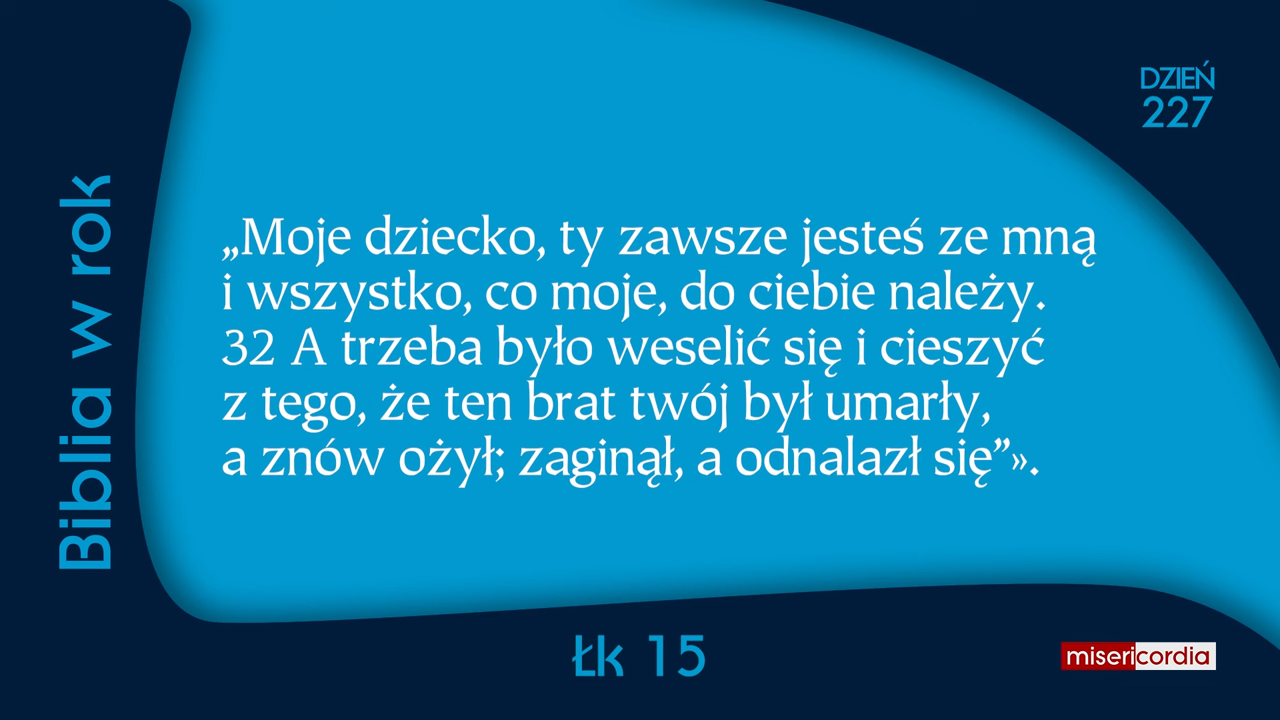 DZIEŃ
227
Biblia w rok
„Moje dziecko, ty zawsze jesteś ze mną
i wszystko, co moje, do ciebie należy.
32 A trzeba było weselić się i cieszyć
z tego, że ten brat twój był umarły,
a znów ożył; zaginął, a odnalazł się”».
Łk 15
misericordia